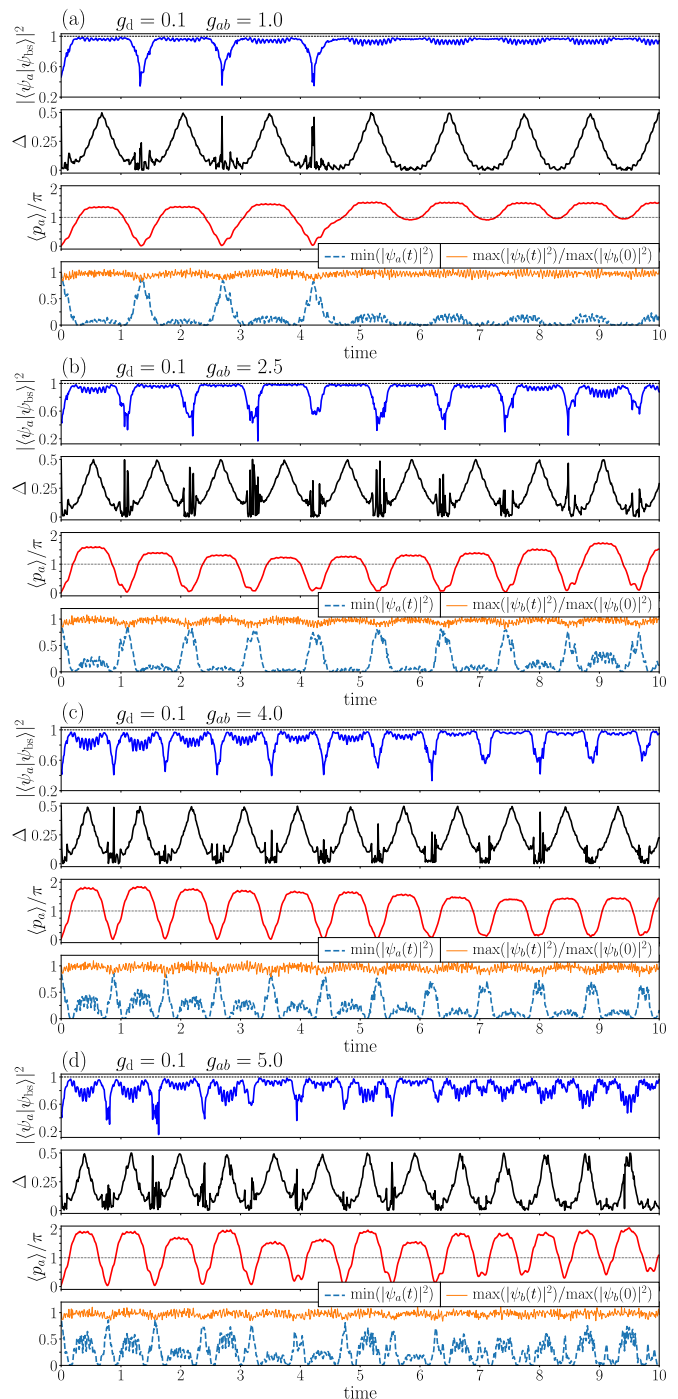 (a) g_d = 0.1 g_ab = 1.0
|⟨ψ_a|ψ_bs⟩|²
1
0.6
0.2
Δ
0.5
0.25
0
⟨p_a⟩/π
2
1
0
min(|ψ_a(t)|²) max(|ψ_b(t)|²)/max(|ψ_b(0)|²)
1
0.5
0
0 1 2 3 4 5 6 7 8 9 10
time
(b) g_d = 0.1 g_ab = 2.5
|⟨ψ_a|ψ_bs⟩|²
1
0.6
0.2
Δ
0.5
0.25
0
⟨p_a⟩/π
2
1
0
min(|ψ_a(t)|²) max(|ψ_b(t)|²)/max(|ψ_b(0)|²)
1
0.5
0
0 1 2 3 4 5 6 7 8 9 10
time
(c) g_d = 0.1 g_ab = 4.0
|⟨ψ_a|ψ_bs⟩|²
1
0.6
0.2
Δ
0.5
0.25
0
⟨p_a⟩/π
2
1
0
min(|ψ_a(t)|²) max(|ψ_b(t)|²)/max(|ψ_b(0)|²)
1
0.5
0
0 1 2 3 4 5 6 7 8 9 10
time
(d) g_d = 0.1 g_ab = 5.0
|⟨ψ_a|ψ_bs⟩|²
1
0.6
0.2
Δ
0.5
0.25
0
⟨p_a⟩/π
2
1
0
min(|ψ_a(t)|²) max(|ψ_b(t)|²)/max(|ψ_b(0)|²)
1
0.5
0
0 1 2 3 4 5 6 7 8 9 10
time